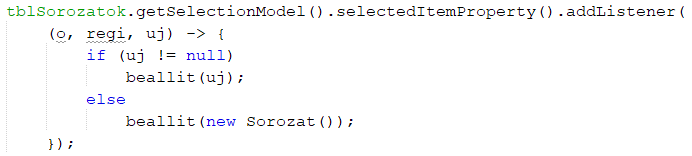 tblSorozatok.getSelectionModel().selectedItemProperty().addListener(
    (o, regi, uj) -> {
        if (uj != null)
            beallit(uj);
        else
            beallit(new Sorozat());
    });